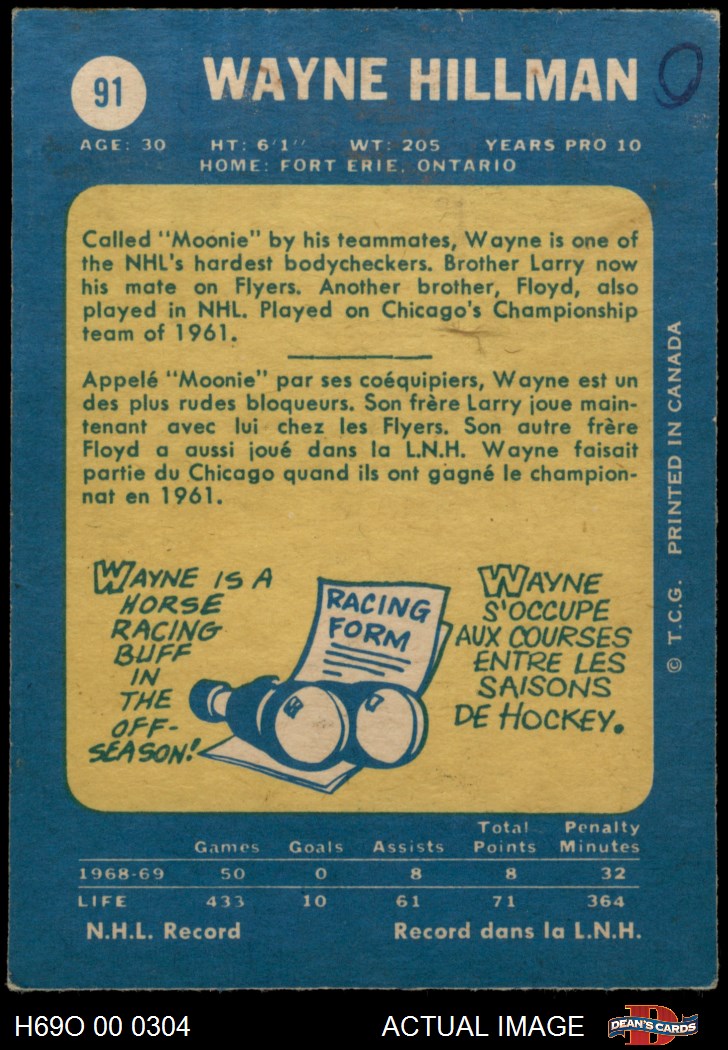 91
WAYNE HILLMAN
AGE: 30 HT: 6'1" WT: 205 YEARS PRO 10
HOME: FORT ERIE, ONTARIO
Called "Moonie" by his teammates, Wayne is one of
the NHL's hardest bodycheckers. Brother Larry now
his mate on Flyers. Another brother, Floyd, also
played in NHL. Played on Chicago's Championship
team of 1961.
Appelé "Moonie" par ses coéquipiers, Wayne est un
des plus rudes bloqueurs. Son frère Larry joue main-
tenant avec lui chez les Flyers. Son autre frère
Floyd a aussi joué dans la L.N.H. Wayne faisait
partie du Chicago quand ils ont gagné le champion-
nat en 1961.
WAYNE IS A
HORSE
RACING
BUFF
IN
THE
OFF-
SEASON!
RACING
FORM
WAYNE
S'OCCUPE
AUX COURSES
ENTRE LES
SAISONS
DE HOCKEY.
© T.C.G. PRINTED IN CANADA
Games Goals Assists Total Points Penalty Minutes
1968-69 50 0 8 8 32
LIFE 433 10 61 71 364
N.H.L. Record Record dans la L.N.H.
H69O 00 0304 ACTUAL IMAGE DEAN'S CARDS